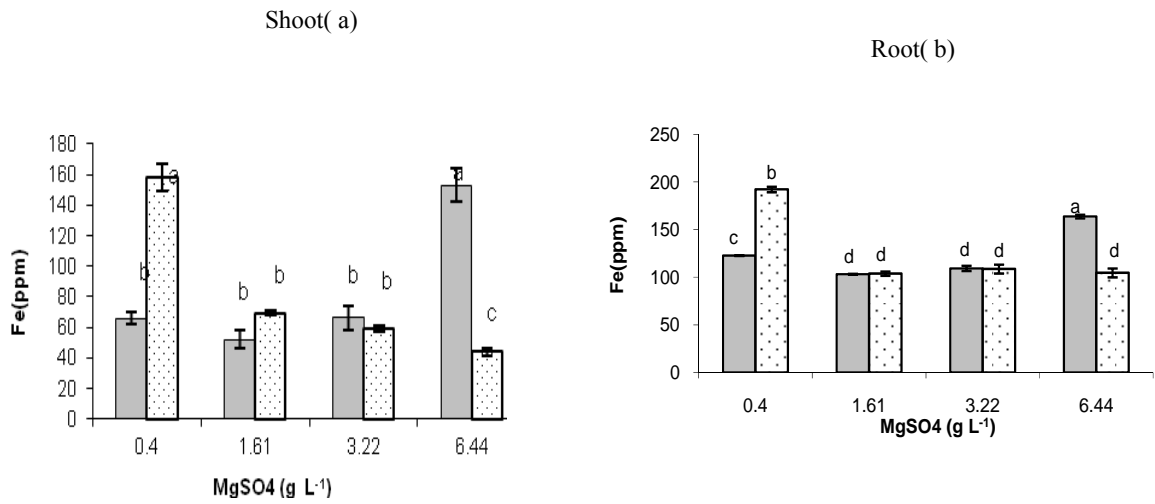 Shoot( a)
180
160
140
120
100
80
60
40
20
0
Fe(ppm)
b
a
b
b
b
b
a
c
0.4 1.61 3.22 6.44
MgSO4 (g L-1)
Root( b)
250
200
150
100
50
0
Fe(ppm)
c
b
d
d
d
d
a
d
0.4 1.61 3.22 6.44
MgSO4 (g L-1)